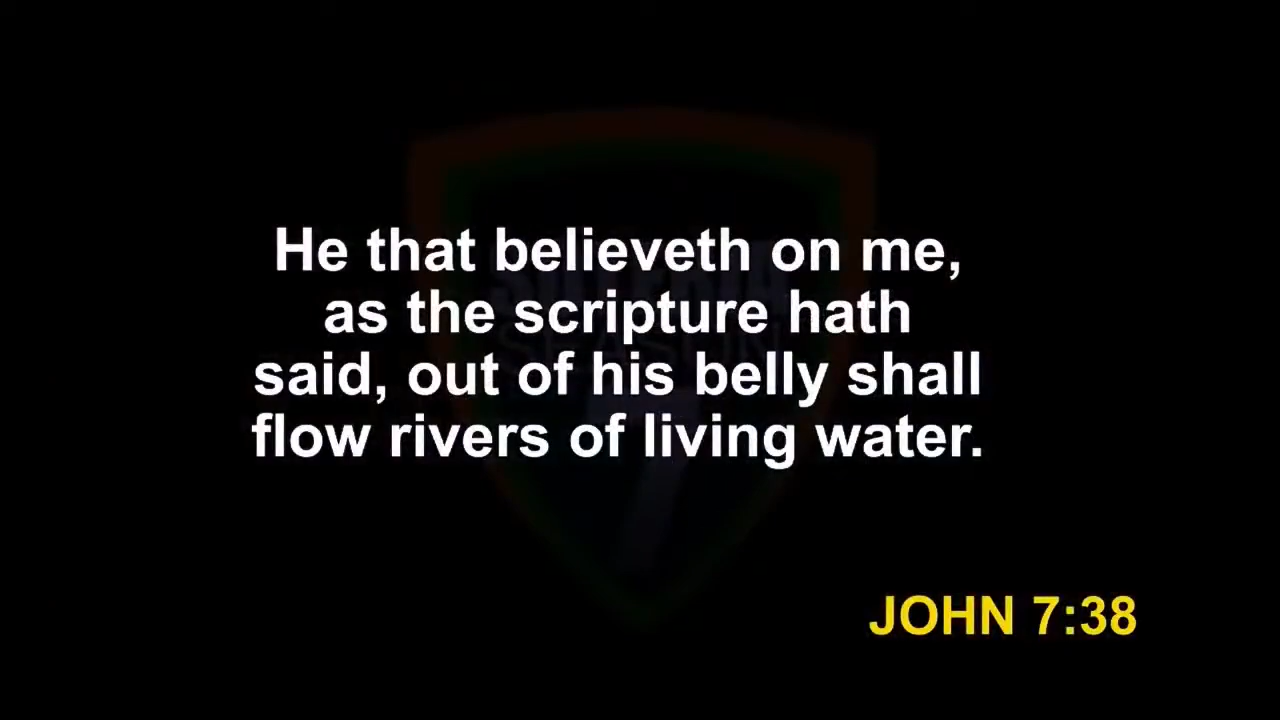 He that believeth on me,
as the scripture hath
said, out of his belly shall
flow rivers of living water.
JOHN 7:38